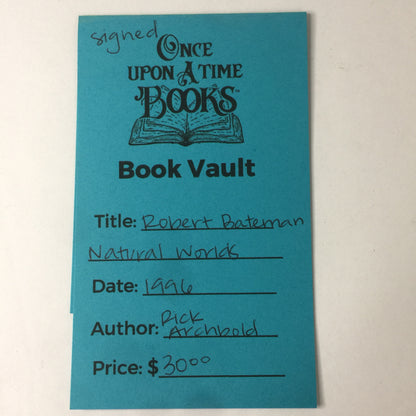 signed
ONCE
UPON A TIME
BOOKS
Book Vault
Title: Robert Bateman
Natural Worlds
Date: 1996
Author: Rick
Archbold
Price: $ 30.00